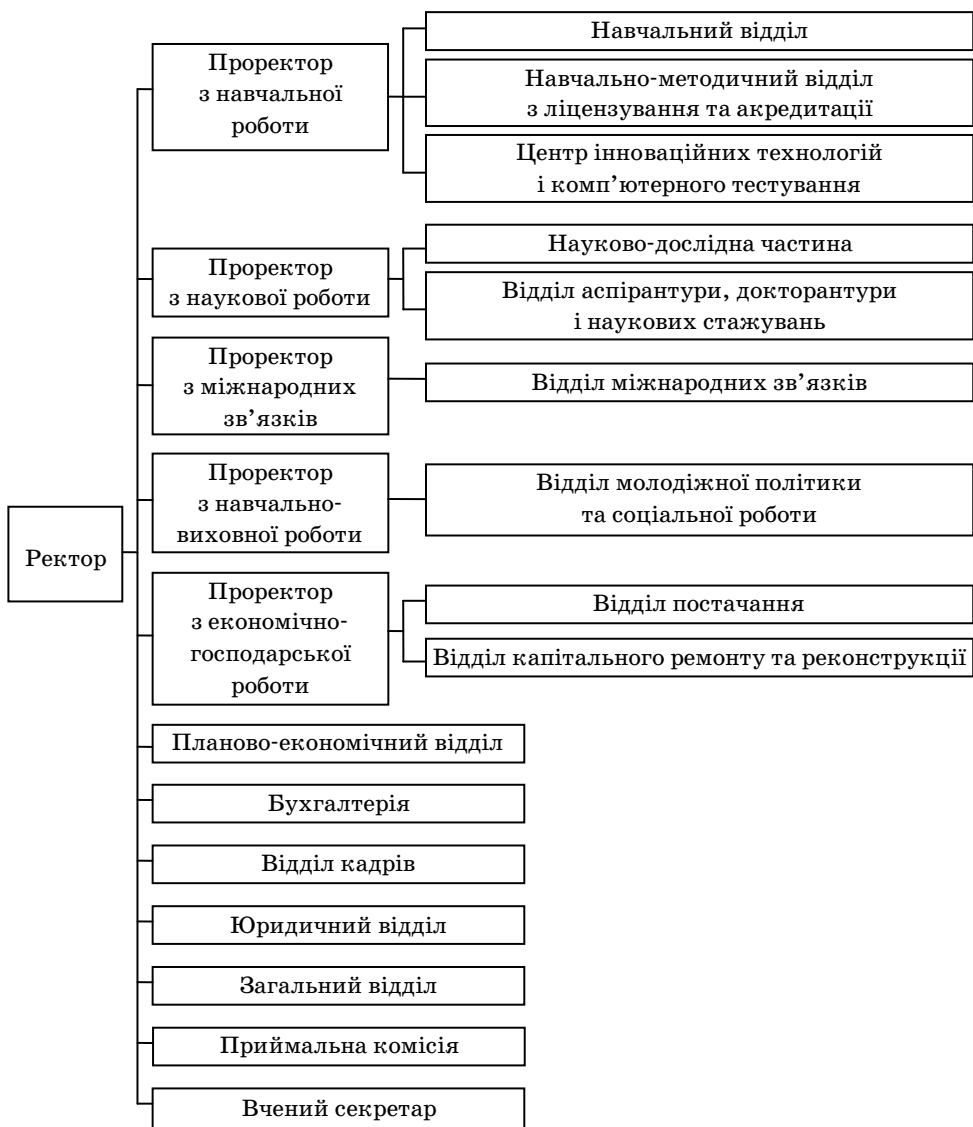 Проректор
з навчальної
роботи
Навчальний відділ
Навчально-методичний відділ
з ліцензування та акредитації
Центр інноваційних технологій
і комп’ютерного тестування
Проректор
з наукової роботи
Науково-дослідна частина
Відділ аспірантури, докторантури
і наукових стажувань
Проректор
з міжнародних
зв’язків
Відділ міжнародних зв’язків
Проректор
з навчально-
виховної роботи
Відділ молодіжної політики
та соціальної роботи
Ректор
Проректор
з економічно-
господарської
роботи
Відділ постачання
Відділ капітального ремонту та реконструкції
Планово-економічний відділ
Бухгалтерія
Відділ кадрів
Юридичний відділ
Загальний відділ
Приймальна комісія
Вчений секретар